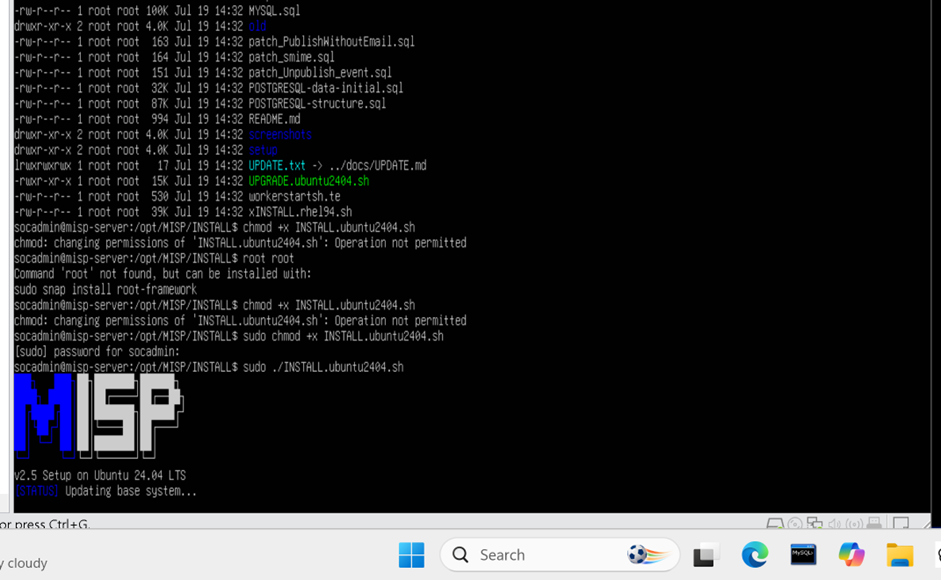 -rw-r--r-- 1 root root 100K Jul 19 14:32 MYSQL.sql
drwxr-xr-x 2 root root 4.0K Jul 19 14:32 old
-rw-r--r-- 1 root root  163 Jul 19 14:32 patch_PublishWithoutEmail.sql
-rw-r--r-- 1 root root  164 Jul 19 14:32 patch_smime.sql
-rw-r--r-- 1 root root  151 Jul 19 14:32 patch_Unpublish_event.sql
-rw-r--r-- 1 root root  32K Jul 19 14:32 POSTGRESQL-data-initial.sql
-rw-r--r-- 1 root root  87K Jul 19 14:32 POSTGRESQL-structure.sql
-rw-r--r-- 1 root root  994 Jul 19 14:32 README.md
drwxr-xr-x 2 root root 4.0K Jul 19 14:32 screenshots
drwxr-xr-x 2 root root 4.0K Jul 19 14:32 setup
lrwxrwxrwx 1 root root   17 Jul 19 14:32 UPDATE.txt -> ../docs/UPDATE.md
-rwxr-xr-x 1 root root  15K Jul 19 14:32 UPGRADE.ubuntu2404.sh
-rw-r--r-- 1 root root  530 Jul 19 14:32 workerstartsh.te
-rw-r--r-- 1 root root  39K Jul 19 14:32 xINSTALL.rhel94.sh
socadmin@misp-server:/opt/MISP/INSTALL$ chmod +x INSTALL.ubuntu2404.sh
chmod: changing permissions of 'INSTALL.ubuntu2404.sh': Operation not permitted
socadmin@misp-server:/opt/MISP/INSTALL$ root root
Command 'root' not found, but can be installed with:
sudo snap install root-framework
socadmin@misp-server:/opt/MISP/INSTALL$ chmod +x INSTALL.ubuntu2404.sh
chmod: changing permissions of 'INSTALL.ubuntu2404.sh': Operation not permitted
socadmin@misp-server:/opt/MISP/INSTALL$ sudo chmod +x INSTALL.ubuntu2404.sh
[sudo] password for socadmin:
socadmin@misp-server:/opt/MISP/INSTALL$ sudo ./INSTALL.ubuntu2404.sh
MISP
v2.5 Setup on Ubuntu 24.04 LTS
[STATUS] Updating base system...
or press Ctrl+G.
Search
MySQL
y cloudy